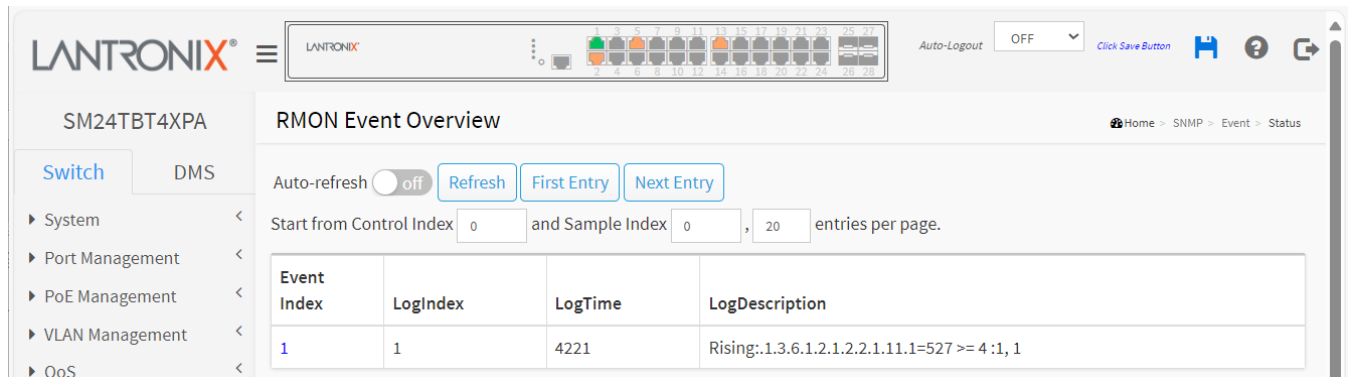 LANTRONIX®
LANTRONIX
1 3 5 7 9 11 13 15 17 19 21 23 25 27
2 4 6 8 10 12 14 16 18 20 22 24 26 28
Auto-Logout OFF Click Save Button
SM24TBT4XPA
RMON Event Overview
Home > SNMP > Event > Status
Switch DMS
Auto-refresh off Refresh First Entry Next Entry
System
Start from Control Index 0 and Sample Index 0 , 20 entries per page.
Port Management
PoE Management
VLAN Management
QoS
Event Index LogIndex LogTime LogDescription
1 1 4221 Rising:.1.3.6.1.2.1.2.2.1.11.1=527 >= 4 :1, 1